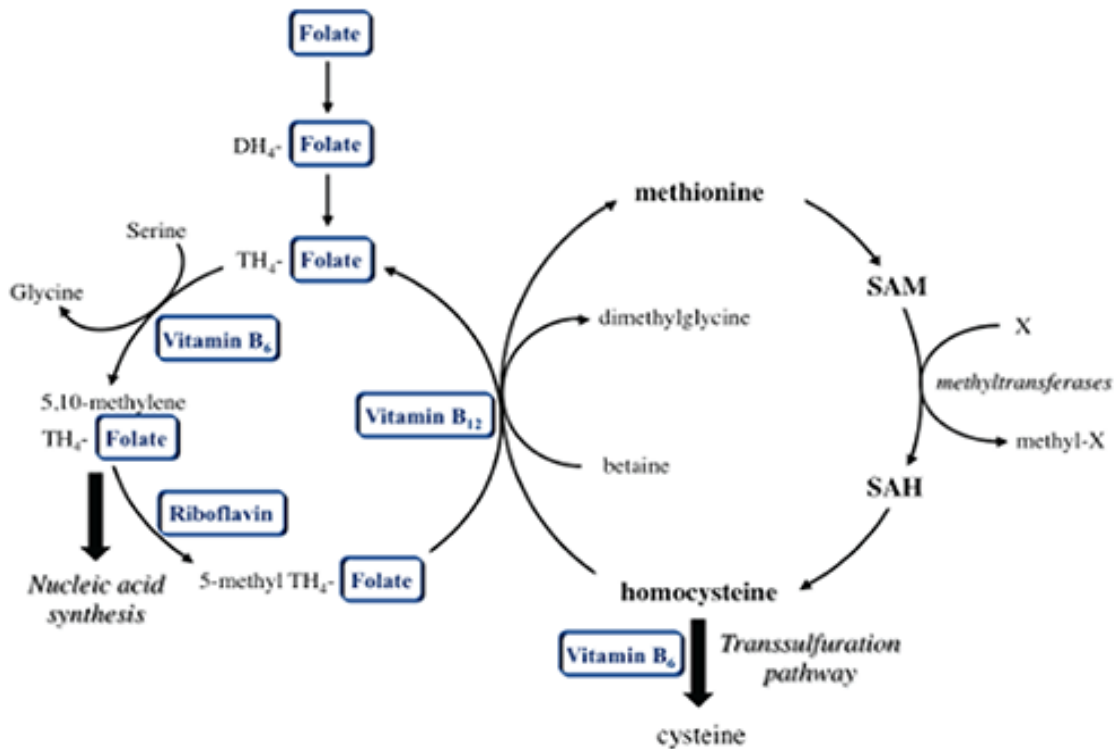 Folate
DH₄- Folate
TH₄- Folate
Serine
Glycine
Vitamin B₆
5,10-methylene
TH₄- Folate
Riboflavin
Nucleic acid
synthesis
5-methyl TH₄- Folate
Vitamin B₁₂
methionine
dimethylglycine
betaine
SAM
X
methyltransferases
methyl-X
SAH
homocysteine
Vitamin B₆
Transsulfuration
pathway
cysteine